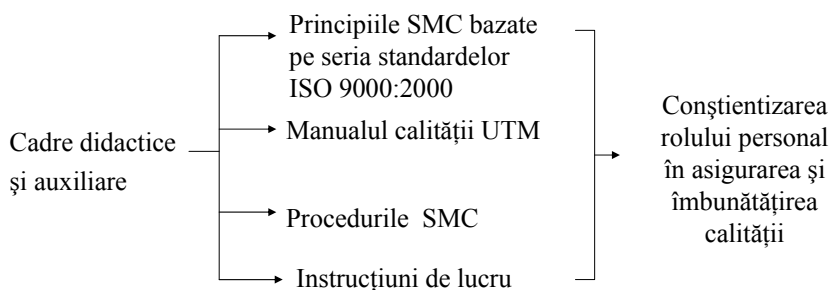 Cadre didactice
şi auxiliare
Principiile SMC bazate
pe seria standardelor
ISO 9000:2000
Manualul calităţii UTM
Procedurile SMC
Instrucţiuni de lucru
Conştientizarea
rolului personal
în asigurarea şi
îmbunătăţirea
calităţii